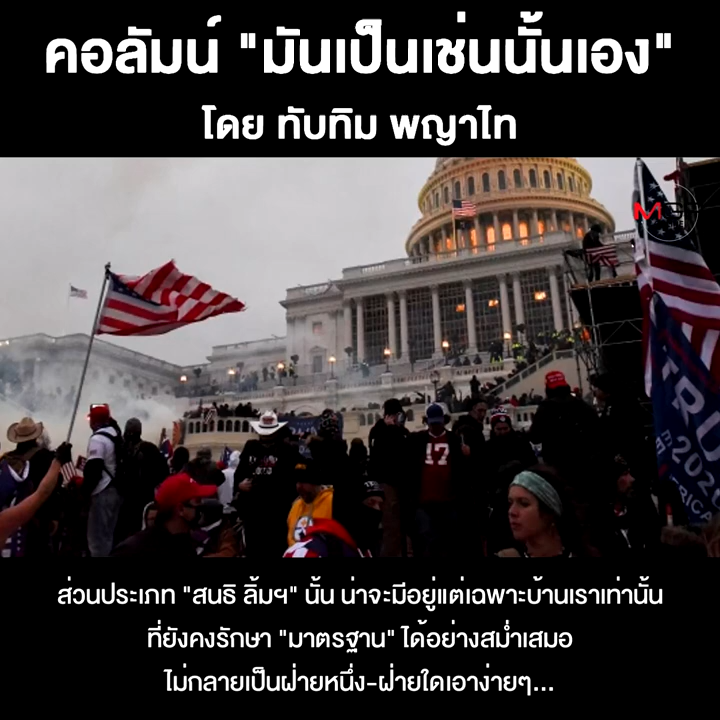 คอลัมน์ "มันเป็นเช่นนั้นเอง"
โดย ทับทิม พญาไท
M
17
TRU
2020
ส่วนประเภท "สนธิ ลิ้มฯ" นั้น น่าจะมีอยู่แต่เฉพาะบ้านเราเท่านั้น
ที่ยังคงรักษา "มาตรฐาน" ได้อย่างสม่ำเสมอ
ไม่กลายเป็นฝ่ายหนึ่ง-ฝ่ายใดเอาง่ายๆ...